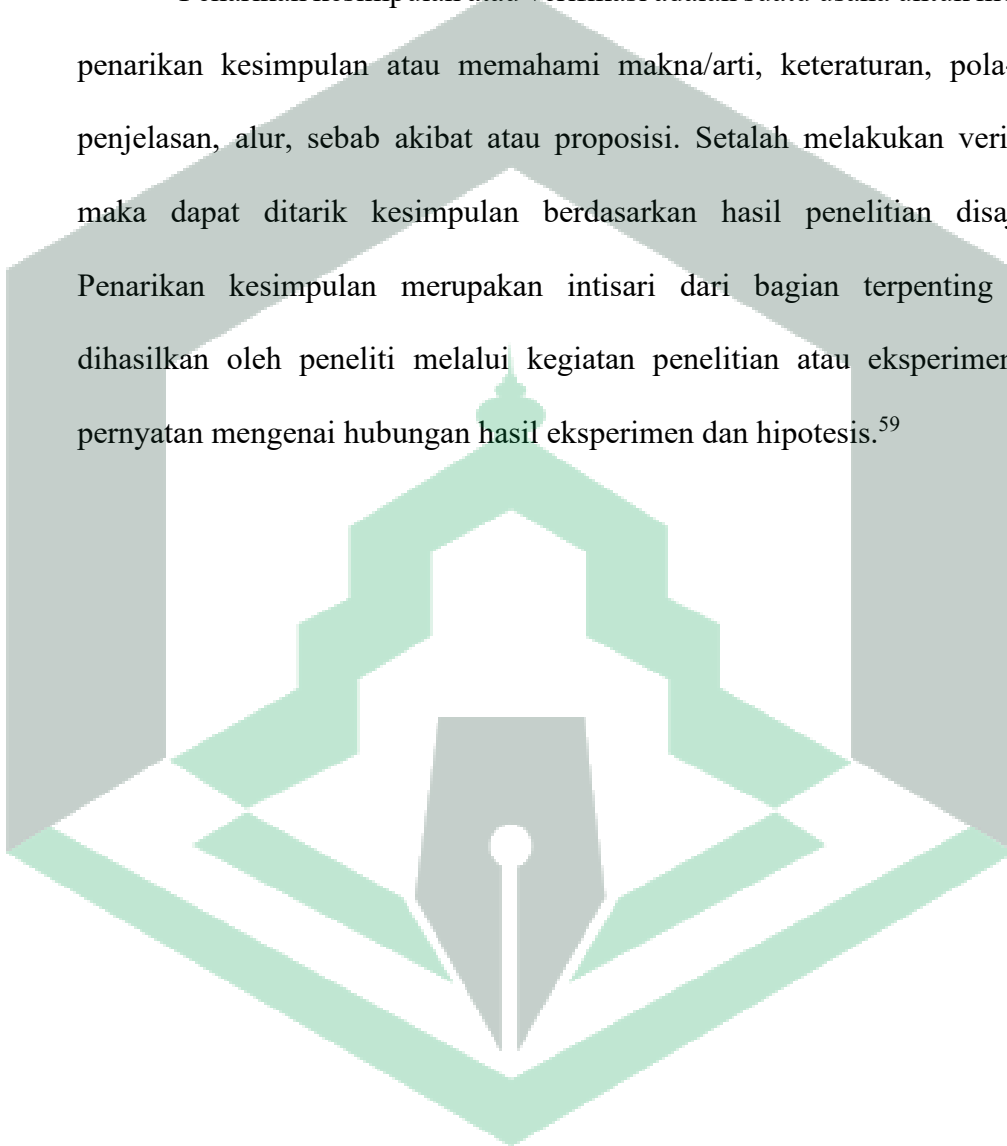 penarikan kesimpulan atau memahami makna/arti, keteraturan, pola-
penjelasan, alur, sebab akibat atau proposisi. Setalah melakukan veri
maka dapat ditarik kesimpulan berdasarkan hasil penelitian disa
Penarikan kesimpulan merupakan intisari dari bagian terpenting
dihasilkan oleh peneliti melalui kegiatan penelitian atau eksperimen
pernyatan mengenai hubungan hasil eksperimen dan hipotesis.59